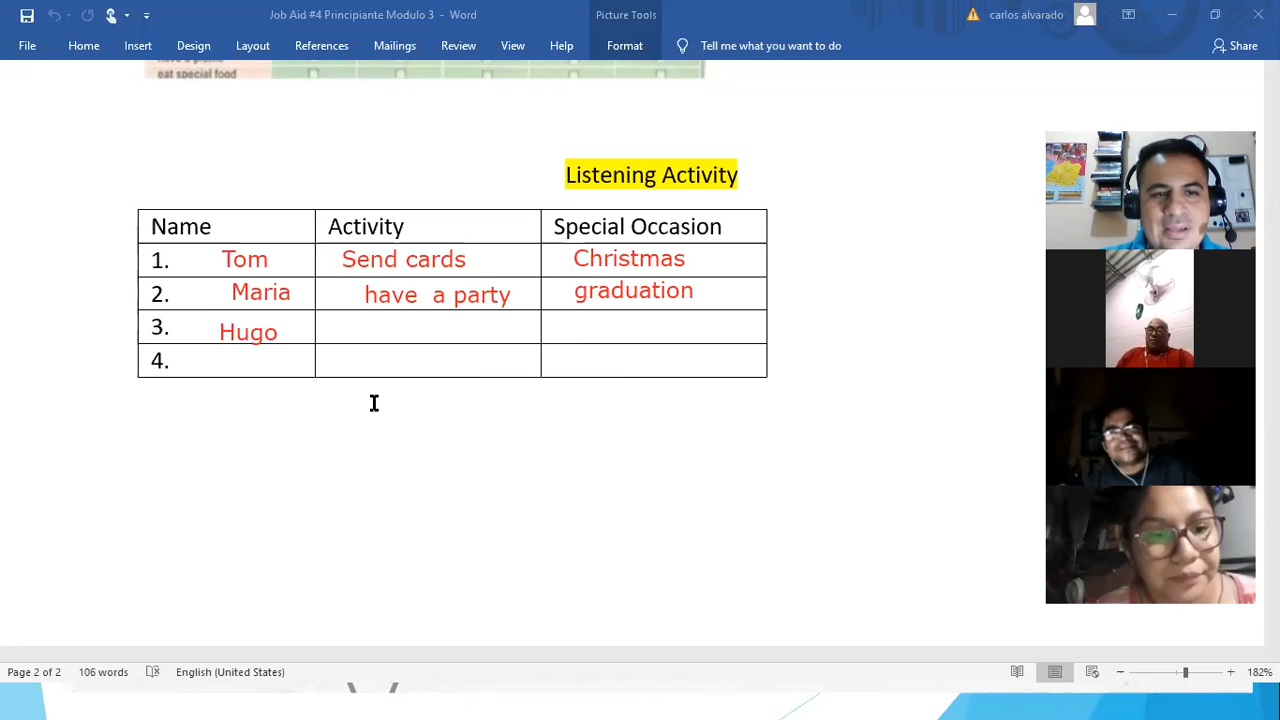 Job Aid #4 Principiante Modulo 3 - Word
Picture Tools
carlos alvarado
File Home Insert Design Layout References Mailings Review View Help Format Tell me what you want to do Share
eat special food
Listening Activity
Name Activity Special Occasion
1. Tom Send cards Christmas
2. Maria have a party graduation
3. Hugo
4.
Page 2 of 2 106 words English (United States) 182%